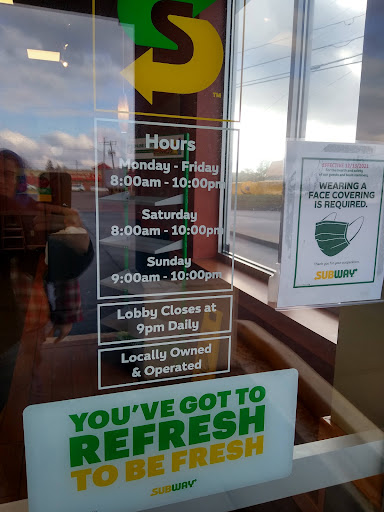 S
TM
Hours
Monday - Friday
8:00am - 10:00pm
Saturday
8:00am - 10:00pm
Sunday
9:00am - 10:00pm
Lobby Closes at
9pm Daily
Locally Owned
& Operated
WEARING A
FACE COVERING
IS REQUIRED.
SUBWAY
YOU'VE GOT TO
REFRESH
TO BE FRESH
SUBWAY